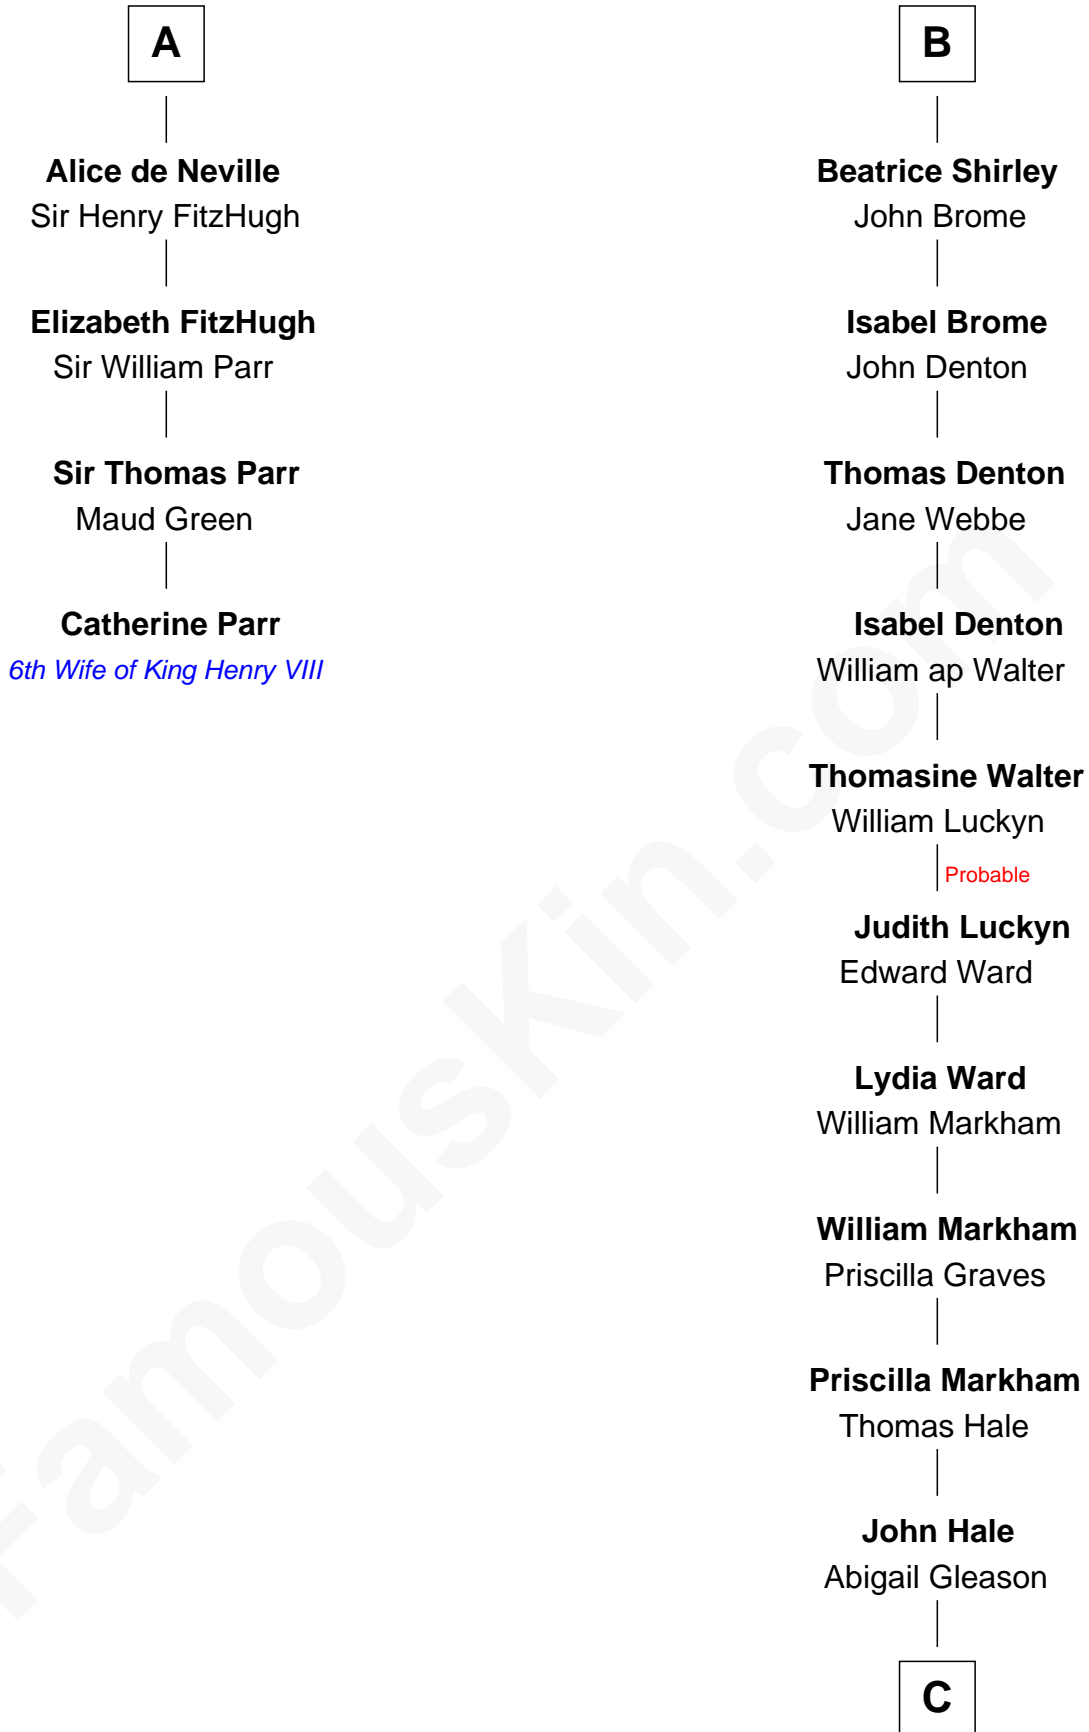 A
Alice de Neville
Sir Henry FitzHugh
Elizabeth FitzHugh
Sir William Parr
Sir Thomas Parr
Maud Green
Catherine Parr
6th Wife of King Henry VIII
B
Beatrice Shirley
John Brome
Isabel Brome
John Denton
Thomas Denton
Jane Webbe
Isabel Denton
William ap Walter
Thomasine Walter
William Luckyn
Probable
Judith Luckyn
Edward Ward
Lydia Ward
William Markham
William Markham
Priscilla Graves
Priscilla Markham
Thomas Hale
John Hale
Abigail Gleason
C
FamousKin.com